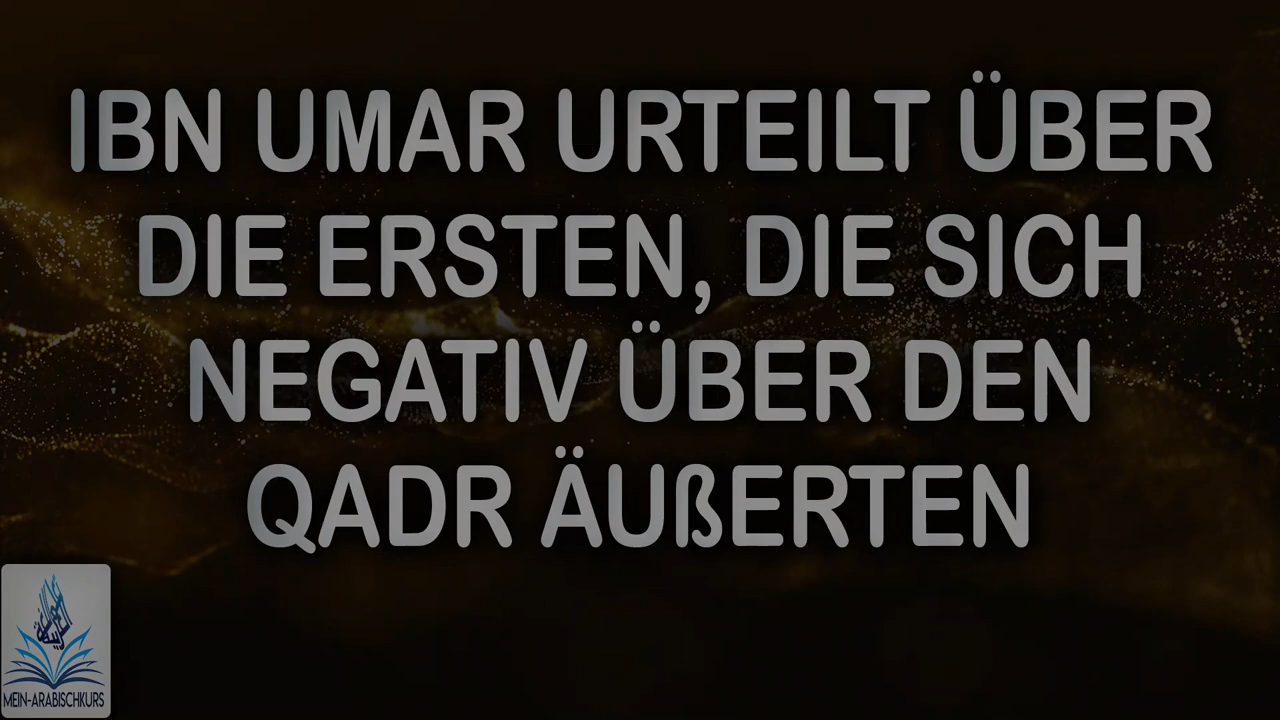 IBN UMAR URTEILT ÜBER
DIE ERSTEN, DIE SICH
NEGATIV ÜBER DEN
QADR ÄUßERTEN
MEIN-ARABISCHKURS